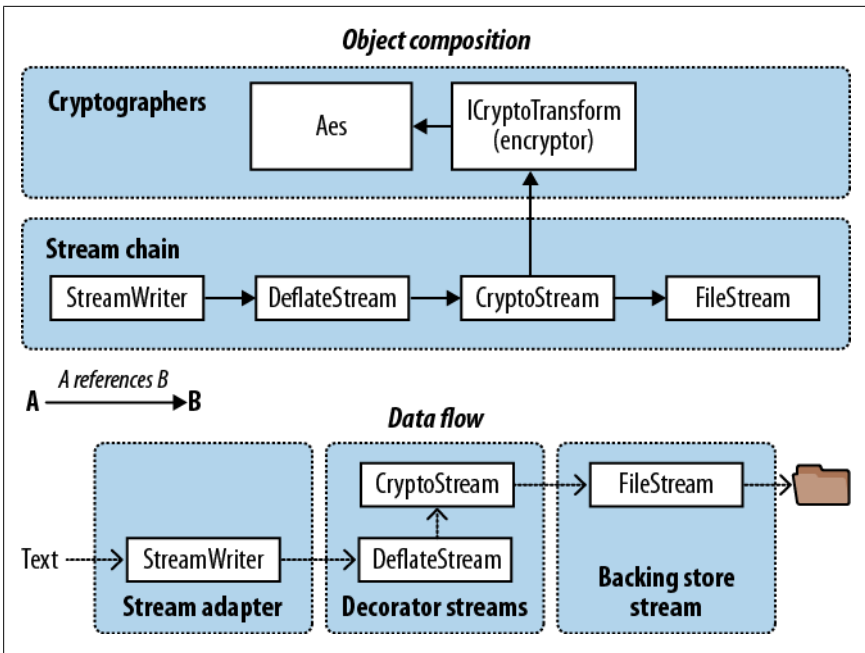 Object composition
Cryptographers
Aes
ICryptoTransform
(encryptor)
Stream chain
StreamWriter
DeflateStream
CryptoStream
FileStream
A references B
A
B
Data flow
CryptoStream
FileStream
Text
StreamWriter
DeflateStream
Stream adapter
Decorator streams
Backing store
stream